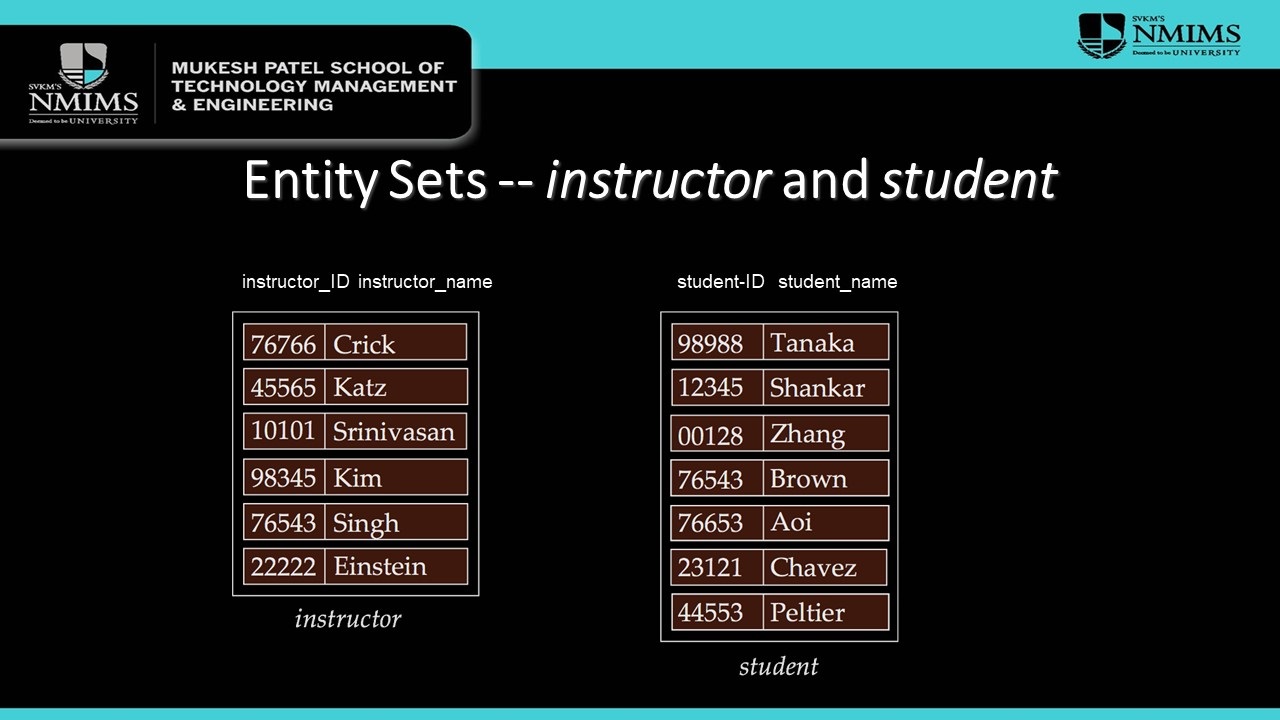 SVKM'S
NMIMS
Deemed to be UNIVERSITY
MUKESH PATEL SCHOOL OF
TECHNOLOGY MANAGEMENT
& ENGINEERING
SVKM'S
NMIMS
Deemed to be UNIVERSITY
Entity Sets -- instructor and student
instructor_ID instructor_name
76766 Crick
45565 Katz
10101 Srinivasan
98345 Kim
76543 Singh
22222 Einstein
instructor
student-ID student_name
98988 Tanaka
12345 Shankar
00128 Zhang
76543 Brown
76653 Aoi
23121 Chavez
44553 Peltier
student